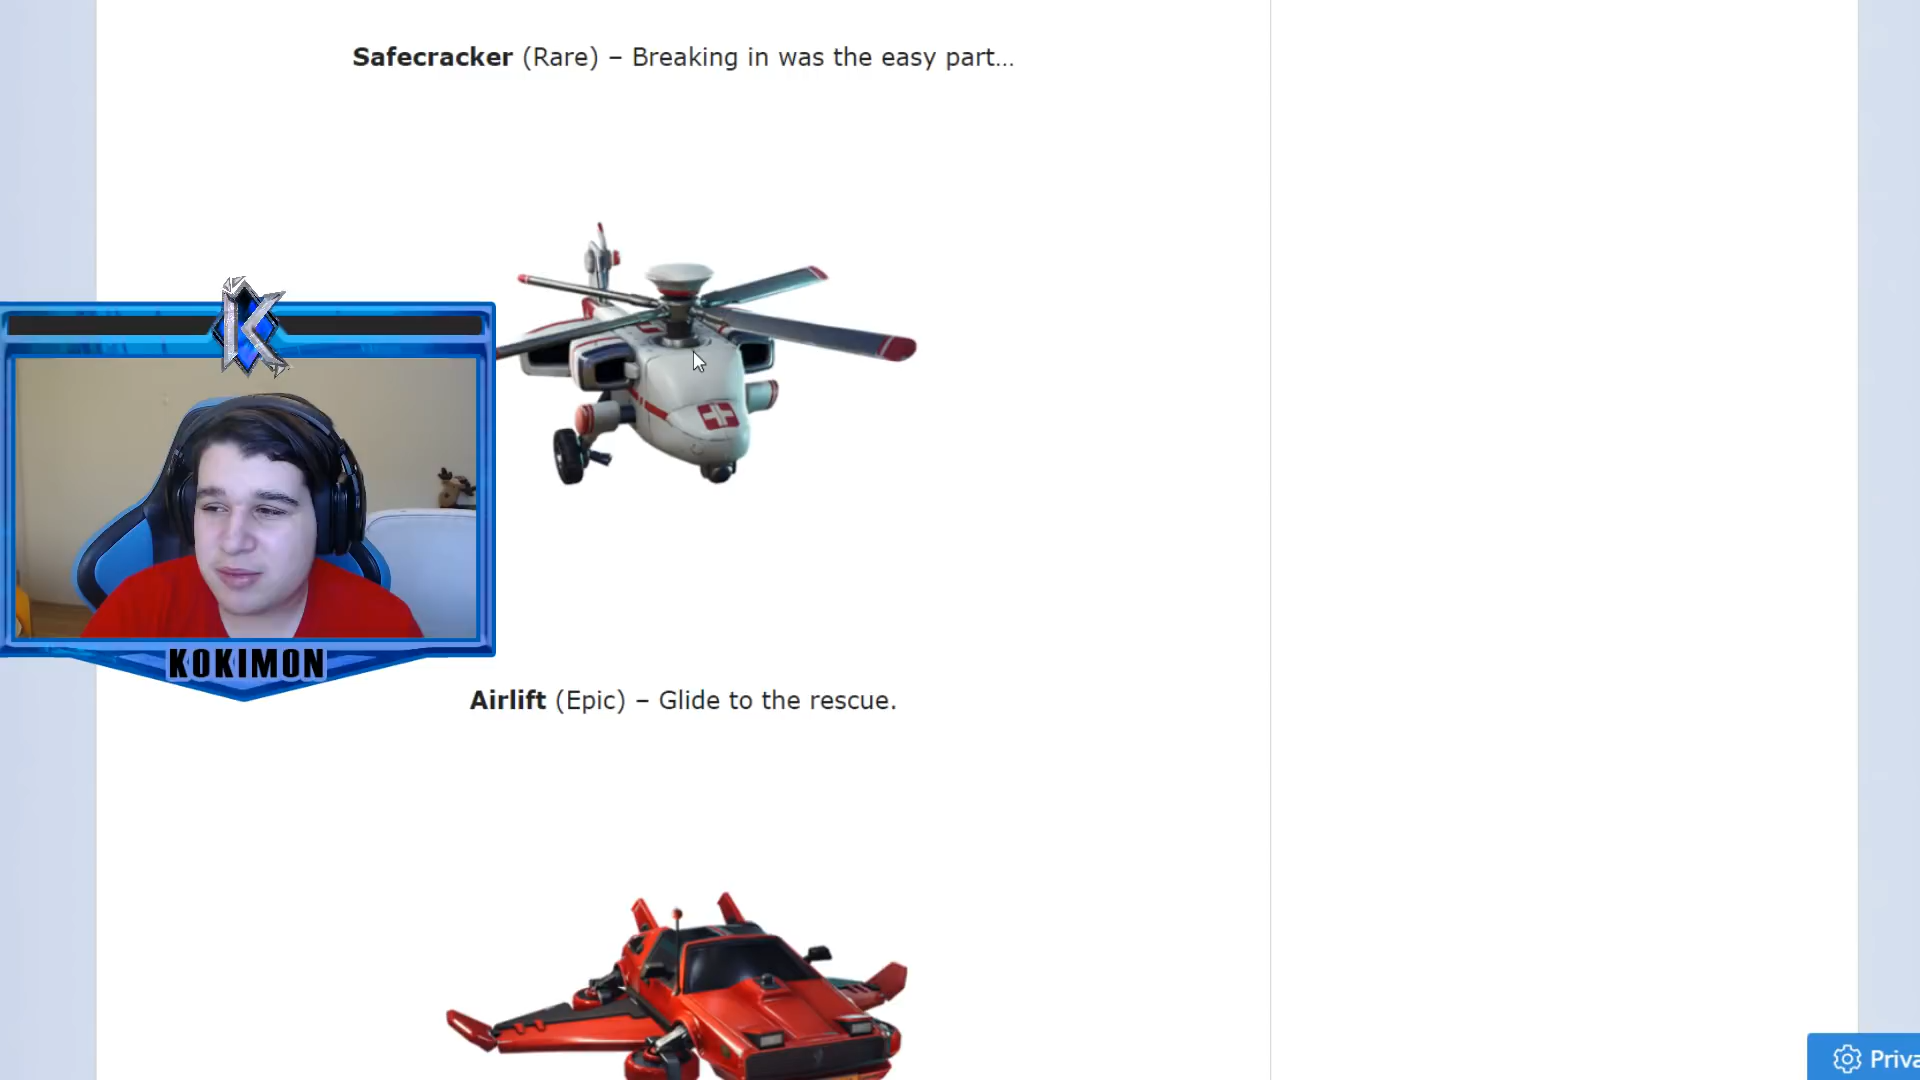 Safecracker (Rare) – Breaking in was the easy part...
K
KOKIMON
Airlift (Epic) – Glide to the rescue.